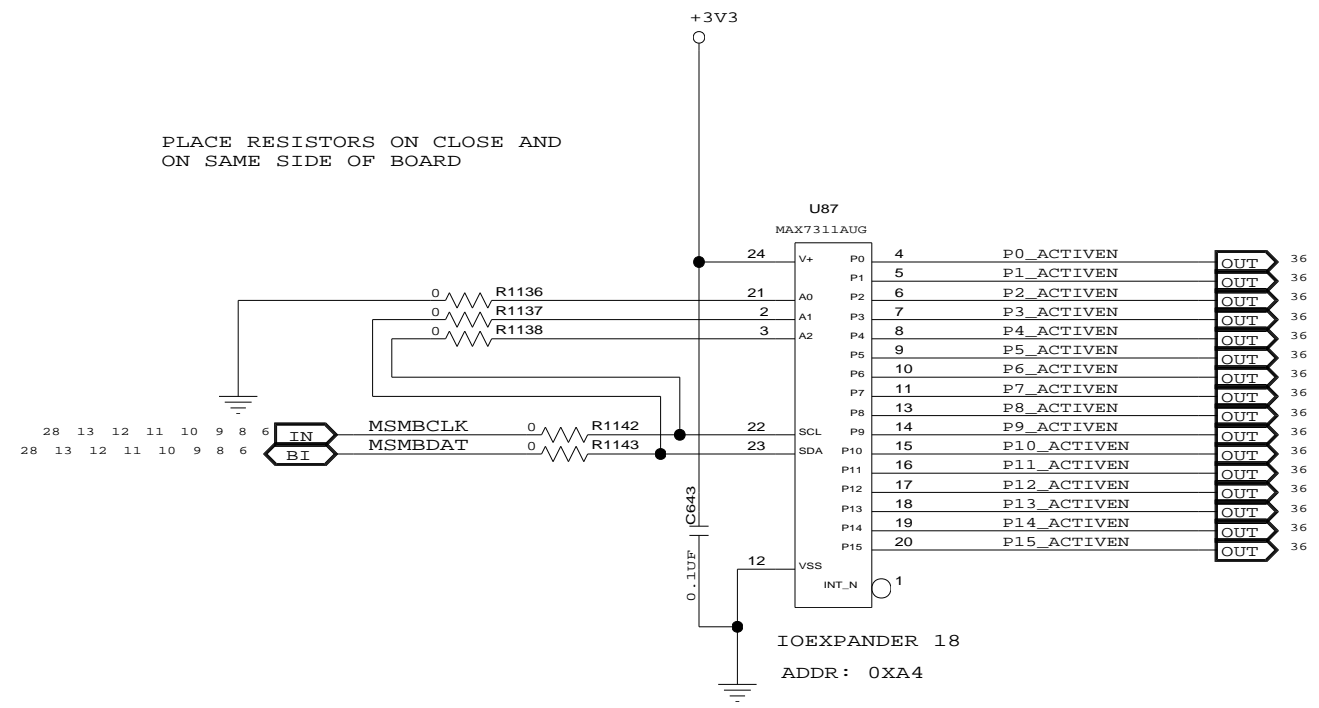 +3V3
PLACE RESISTORS ON CLOSE AND
ON SAME SIDE OF BOARD
U87
MAX7311AUG
24 V+ P0 4 P0_ACTIVEN OUT 36
P1 5 P1_ACTIVEN OUT 36
0 R1136 21 A0 P2 6 P2_ACTIVEN OUT 36
0 R1137 2 A1 P3 7 P3_ACTIVEN OUT 36
0 R1138 3 A2 P4 8 P4_ACTIVEN OUT 36
P5 9 P5_ACTIVEN OUT 36
P6 10 P6_ACTIVEN OUT 36
P7 11 P7_ACTIVEN OUT 36
P8 13 P8_ACTIVEN OUT 36
28 13 12 11 10 9 8 6 IN MSMBCLK 0 R1142 22 SCL P9 14 P9_ACTIVEN OUT 36
28 13 12 11 10 9 8 6 BI MSMBDAT 0 R1143 23 SDA P10 15 P10_ACTIVEN OUT 36
P11 16 P11_ACTIVEN OUT 36
P12 17 P12_ACTIVEN OUT 36
P13 18 P13_ACTIVEN OUT 36
P14 19 P14_ACTIVEN OUT 36
P15 20 P15_ACTIVEN OUT 36
C643
0.1UF
12 VSS
INT_N 1
IOEXPANDER 18
ADDR: 0XA4